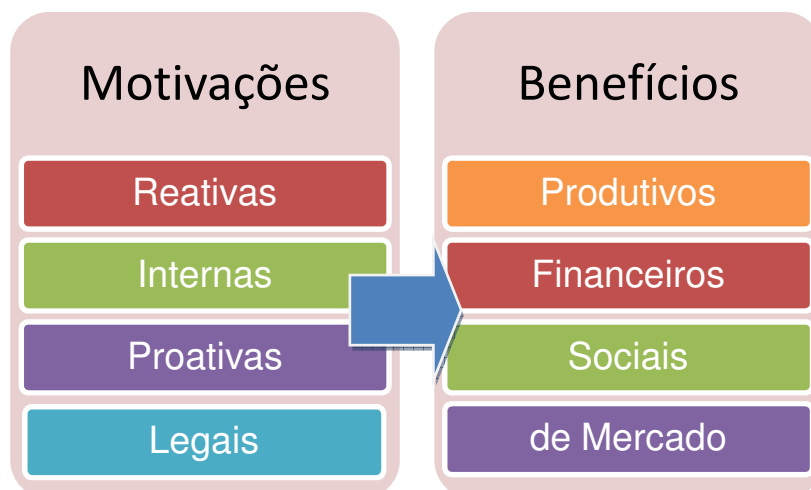 Motivações
Reativas
Internas
Proativas
Legais
Benefícios
Produtivos
Financeiros
Sociais
de Mercado